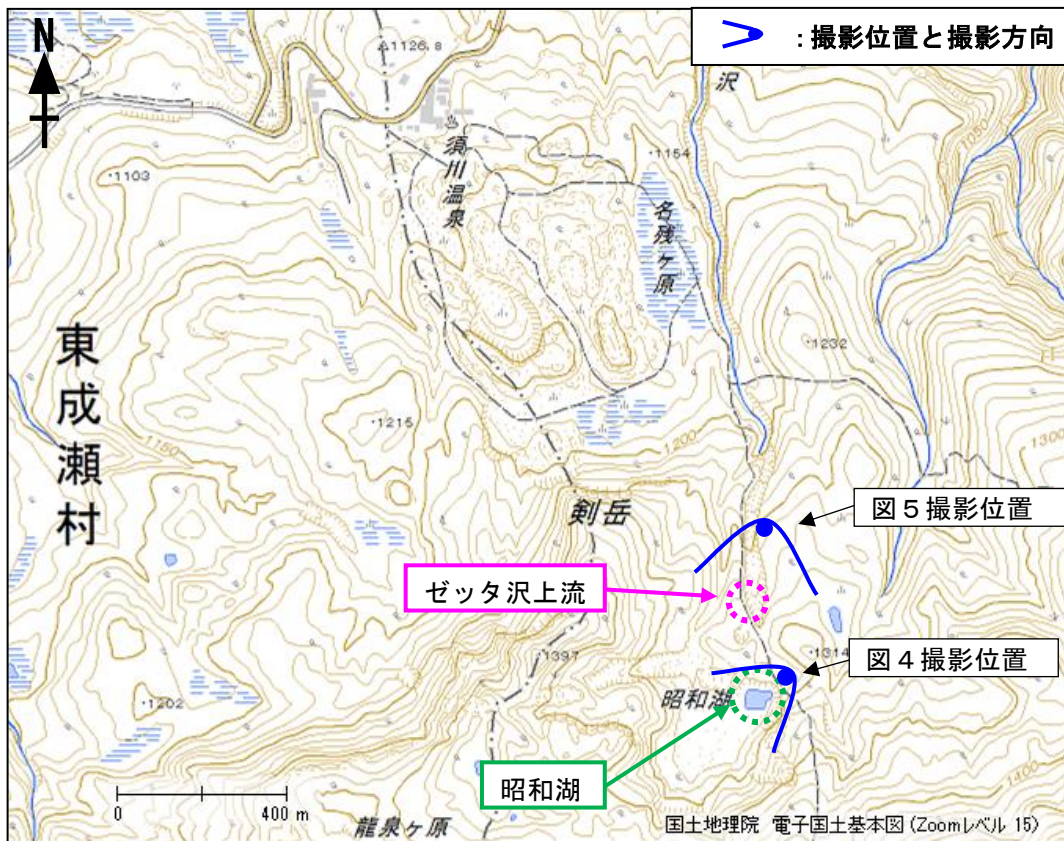 :撮影位置と撮影方向
N
1126.8
沢
1050
須川温泉
1154
1103
名残ヶ原
東成瀬村
1232
1215
1150
1200
1300
剣岳
図5撮影位置
ゼッタ沢上流
1314
図4撮影位置
1397
昭和湖
1202
昭和湖
1400
0 400 m
龍泉ヶ原
国土地理院 電子国土基本図(Zoomレベル 15)